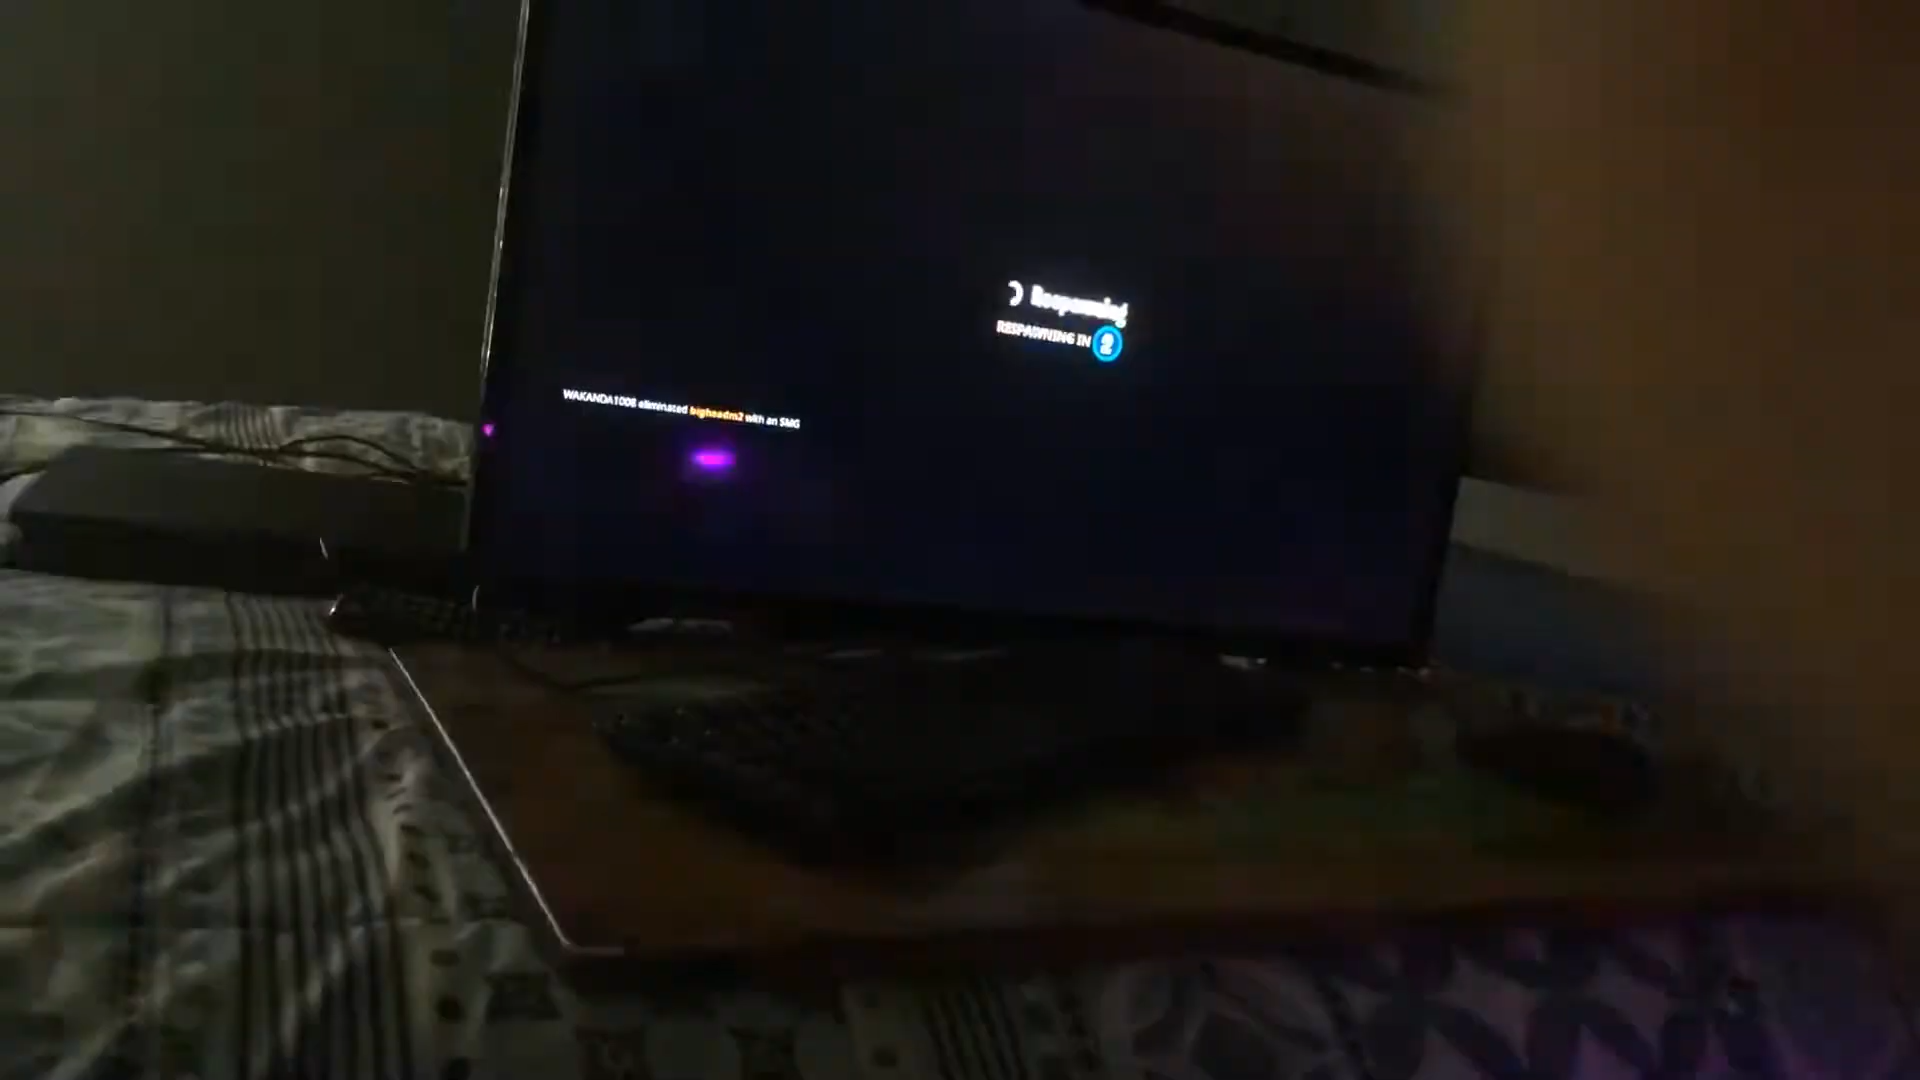 Respawning
RESPAWNING IN 2
WAKANDA1008 eliminated bigheadm2 with an SMG